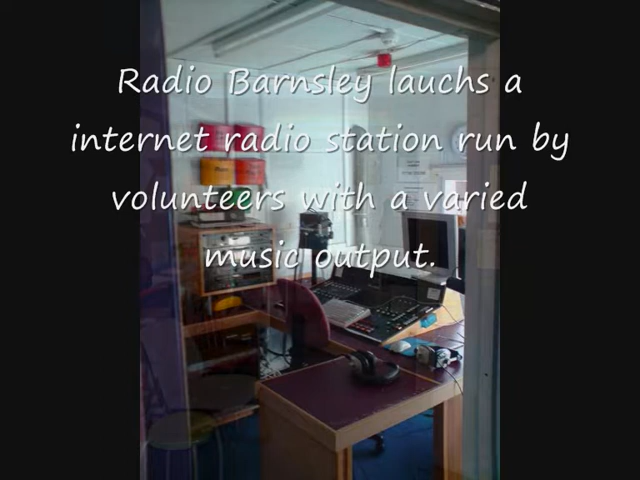 Radio Barnsley lauchs a
internet radio station run by
volunteers with a varied
music output.